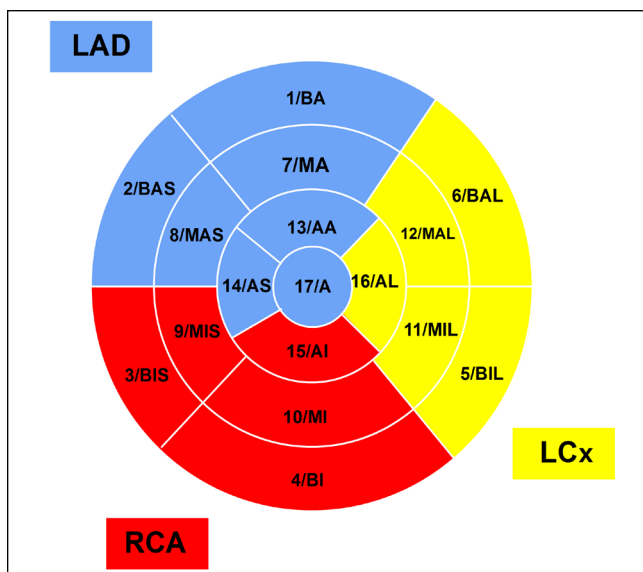 LAD
1/BA
7/MA
2/BAS
6/BAL
8/MAS
13/AA
12/MAL
14/AS
17/A
16/AL
9/MIS
11/MIL
15/AI
3/BIS
5/BIL
10/MI
LCx
4/BI
RCA